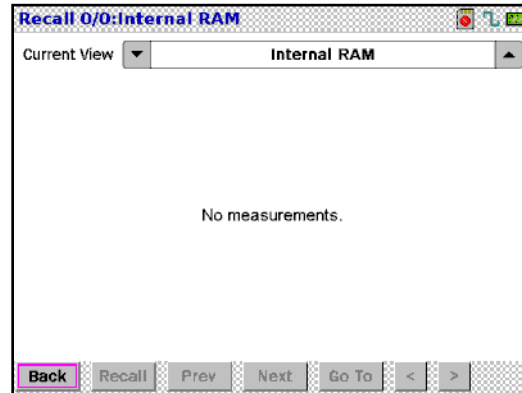 Recall 0/0:Internal RAM
Current View Internal RAM
No measurements.
Back Recall Prev Next Go To < >